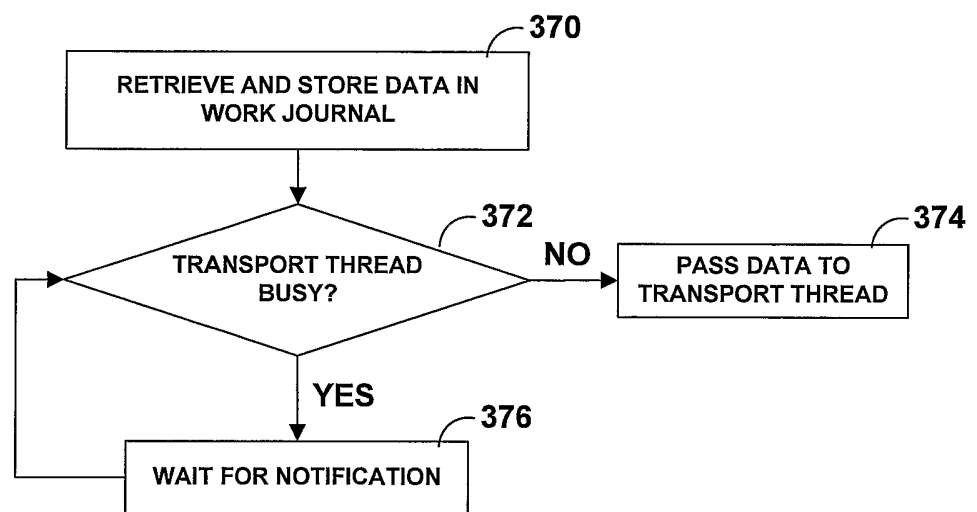 370
RETRIEVE AND STORE DATA IN
WORK JOURNAL
372
TRANSPORT THREAD
BUSY?
NO
374
PASS DATA TO
TRANSPORT THREAD
YES
376
WAIT FOR NOTIFICATION